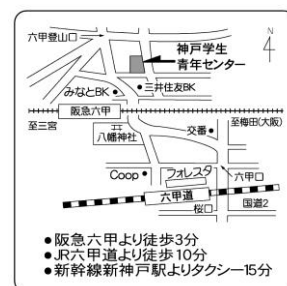 六甲登山口
神戸学生
青年センター
4
みなとBK
三井住友BK
阪急六甲
至三宮
至梅田(大阪)
八幡神社
交番
Coop
フォレスタ
六甲口
六甲道
桜口
国道2
●阪急六甲より徒歩3分
●JR六甲道より徒歩10分
●新幹線新神戸駅よりタクシー15分